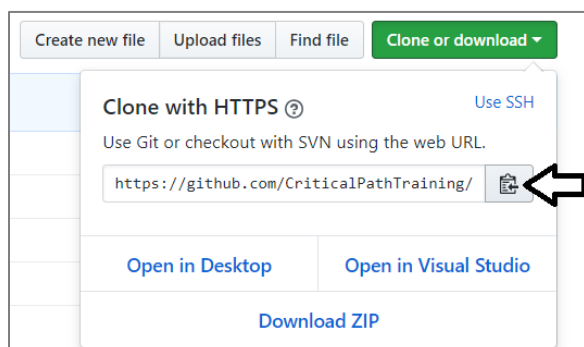 Create new file Upload files Find file Clone or download
Clone with HTTPS Use SSH
Use Git or checkout with SVN using the web URL.
https://github.com/CriticalPathTraining/
Open in Desktop Open in Visual Studio
Download ZIP